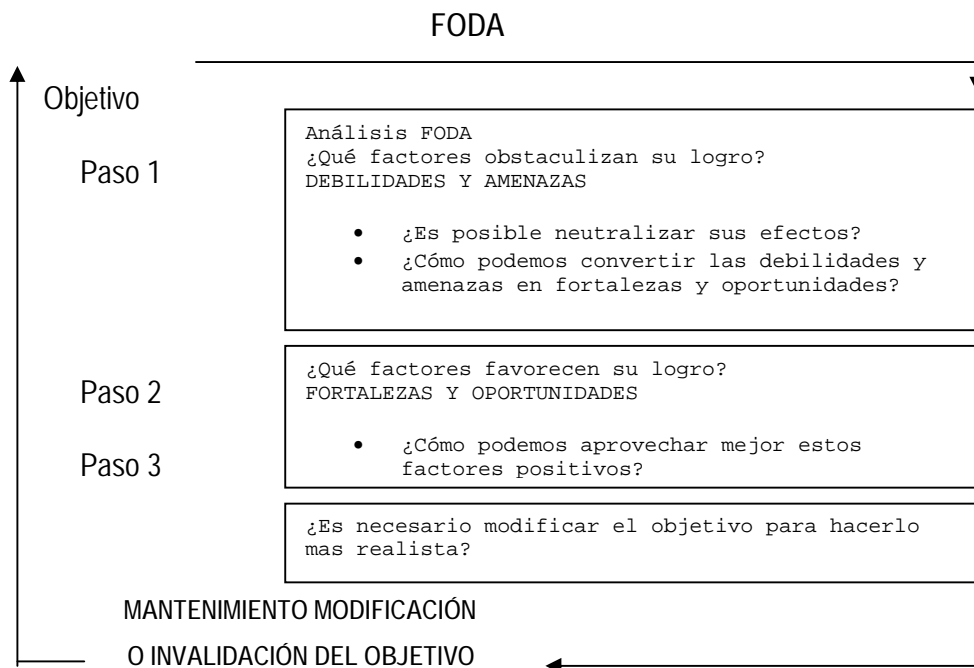 FODA
Objetivo
Análisis FODA
¿Qué factores obstaculizan su logro?
Paso 1
DEBILIDADES Y AMENAZAS
• ¿Es posible neutralizar sus efectos?
• ¿Cómo podemos convertir las debilidades y
amenazas en fortalezas y oportunidades?
¿Qué factores favorecen su logro?
Paso 2
FORTALEZAS Y OPORTUNIDADES
• ¿Cómo podemos aprovechar mejor estos
Paso 3
factores positivos?
¿Es necesario modificar el objetivo para hacerlo
mas realista?
MANTENIMIENTO MODIFICACIÓN
O INVALIDACIÓN DEL OBJETIVO